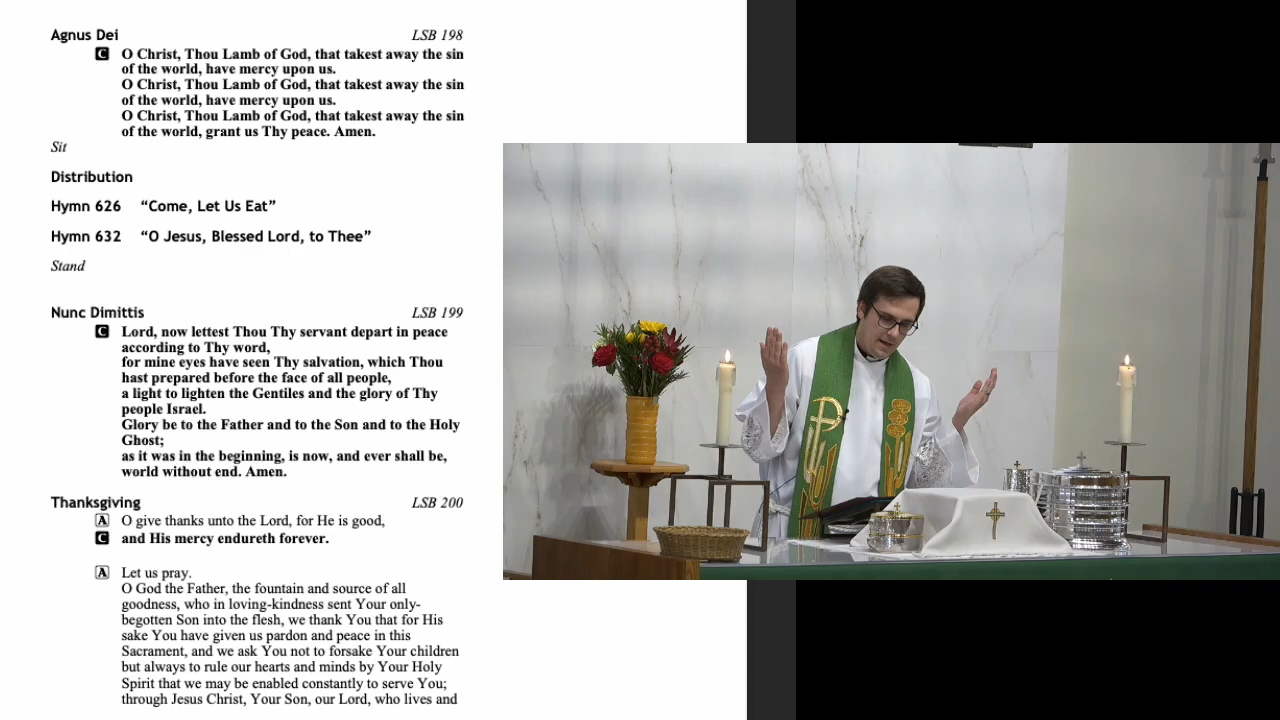 Agnus Dei LSB 198
C O Christ, Thou Lamb of God, that takest away the sin
of the world, have mercy upon us.
O Christ, Thou Lamb of God, that takest away the sin
of the world, have mercy upon us.
O Christ, Thou Lamb of God, that takest away the sin
of the world, grant us Thy peace. Amen.
Sit
Distribution
Hymn 626 “Come, Let Us Eat”
Hymn 632 “O Jesus, Blessed Lord, to Thee”
Stand
Nunc Dimittis LSB 199
C Lord, now lettest Thou Thy servant depart in peace
according to Thy word,
for mine eyes have seen Thy salvation, which Thou
hast prepared before the face of all people,
a light to lighten the Gentiles and the glory of Thy
people Israel.
Glory be to the Father and to the Son and to the Holy
Ghost;
as it was in the beginning, is now, and ever shall be,
world without end. Amen.
Thanksgiving LSB 200
A O give thanks unto the Lord, for He is good,
C and His mercy endureth forever.
A Let us pray.
O God the Father, the fountain and source of all
goodness, who in loving-kindness sent Your only-
begotten Son into the flesh, we thank You that for His
sake You have given us pardon and peace in this
Sacrament, and we ask You not to forsake Your children
but always to rule our hearts and minds by Your Holy
Spirit that we may be enabled constantly to serve You;
through Jesus Christ, Your Son, our Lord, who lives and